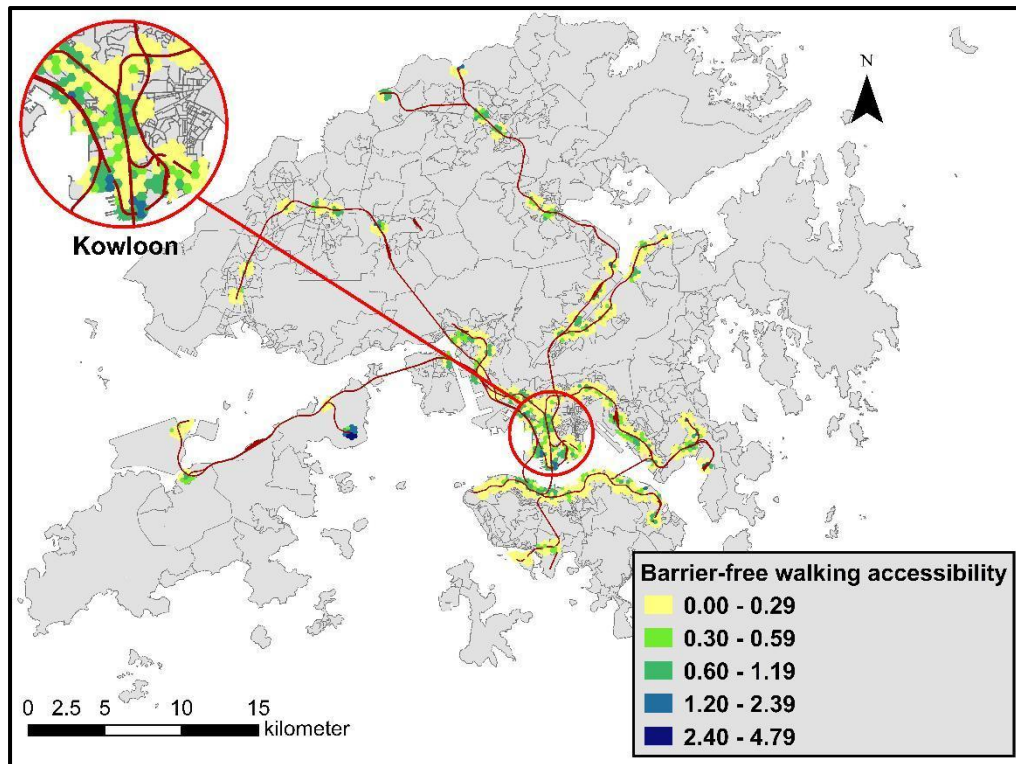 Kowloon
N
Barrier-free walking accessibility
0.00 - 0.29
0.30 - 0.59
0.60 - 1.19
1.20 - 2.39
2.40 - 4.79
0 2.5 5 10 15
kilometer